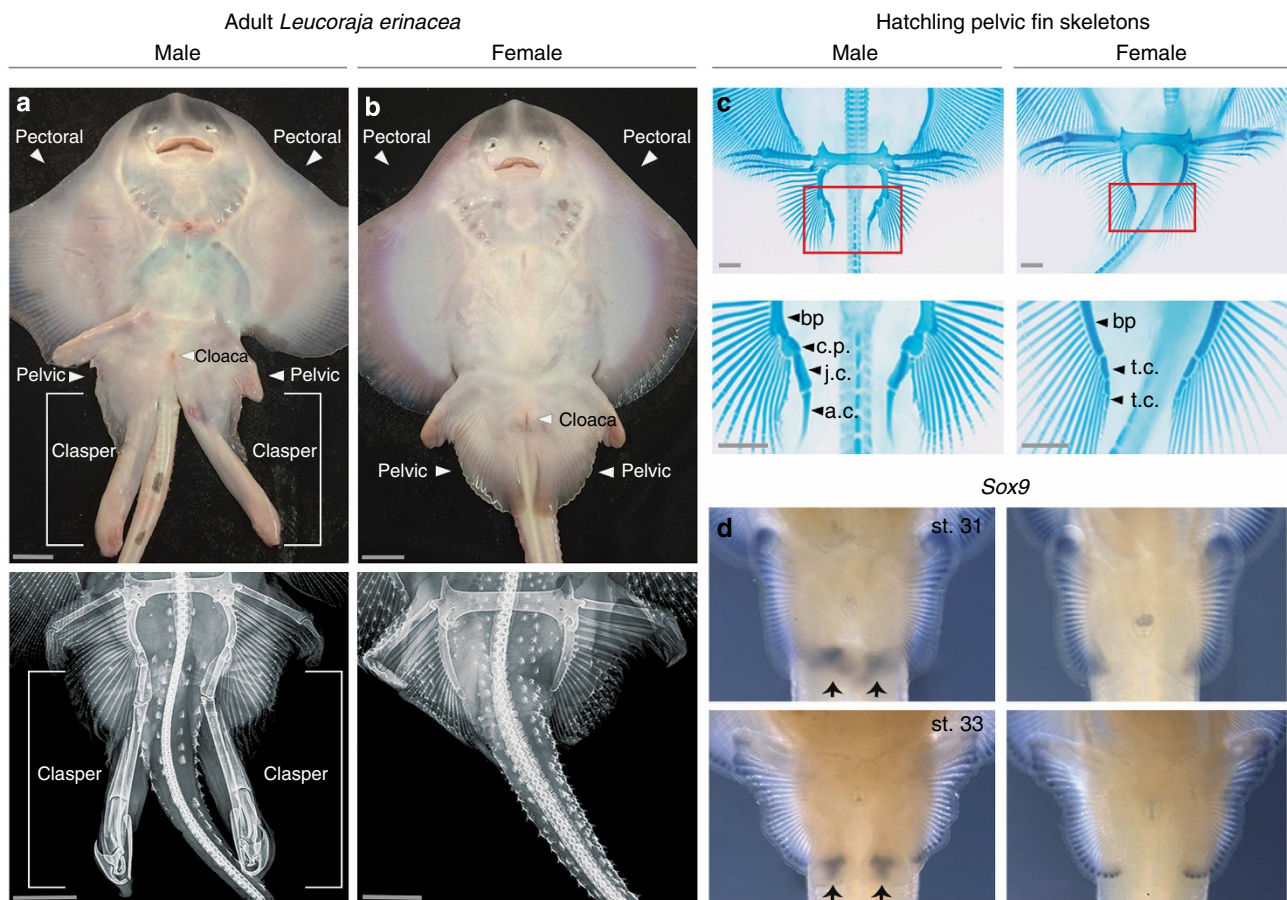 Adult Leucoraja erinacea
Male
Female
Hatchling pelvic fin skeletons
Male
Female
a
Pectoral
Pectoral
Cloaca
Pelvic
Pelvic
Clasper
Clasper
Clasper
Clasper
b
Pectoral
Pectoral
Cloaca
Pelvic
Pelvic
c
bp
c.p.
j.c.
a.c.
bp
t.c.
t.c.
Sox9
d
st. 31
st. 33